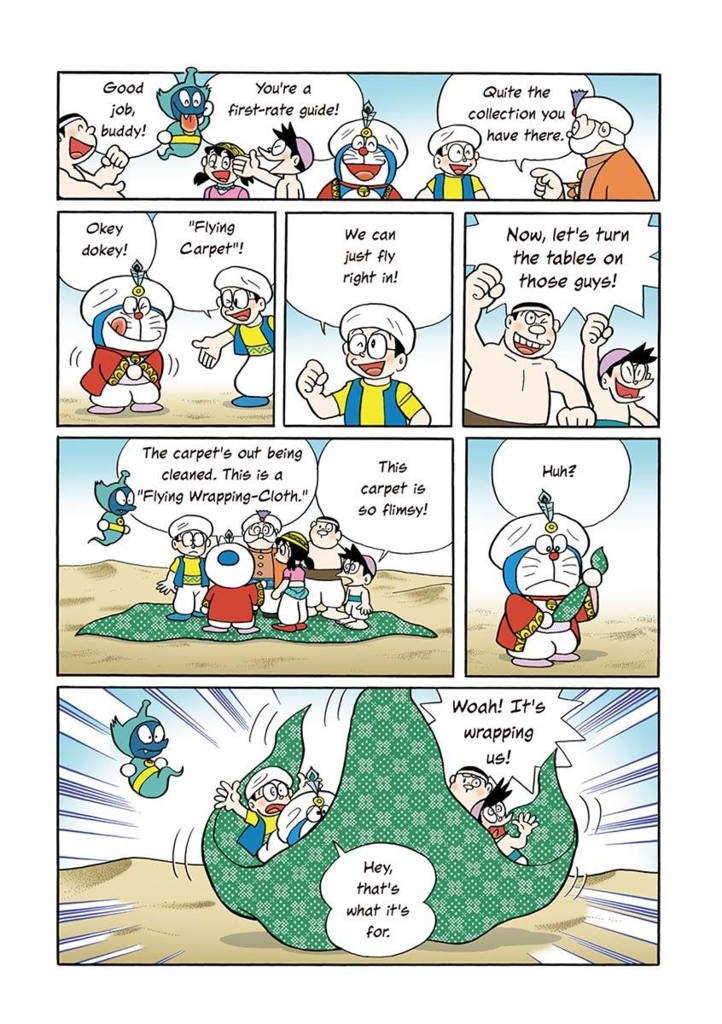 Good
job,
buddy!
You're a
first-rate guide!
Quite the
collection you
have there.
Okey
dokey!
"Flying
Carpet"!
We can
just fly
right in!
Now, let's turn
the tables on
those guys!
The carpet's out being
cleaned. This is a
"Flying Wrapping-Cloth."
This
carpet is
so flimsy!
Huh?
Woah! It's
wrapping
us!
Hey,
that's
what it's
for.